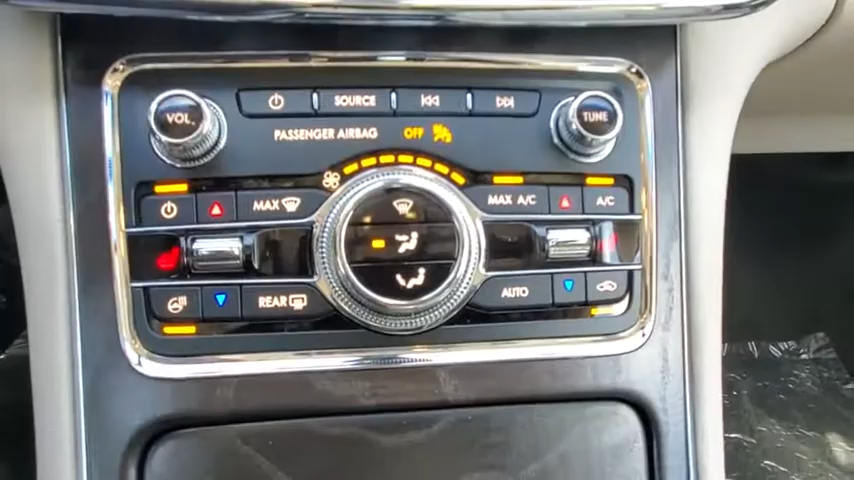 VOL
SOURCE
TUNE
PASSENGER AIRBAG OFF
MAX
MAX A/C
A/C
REAR
AUTO